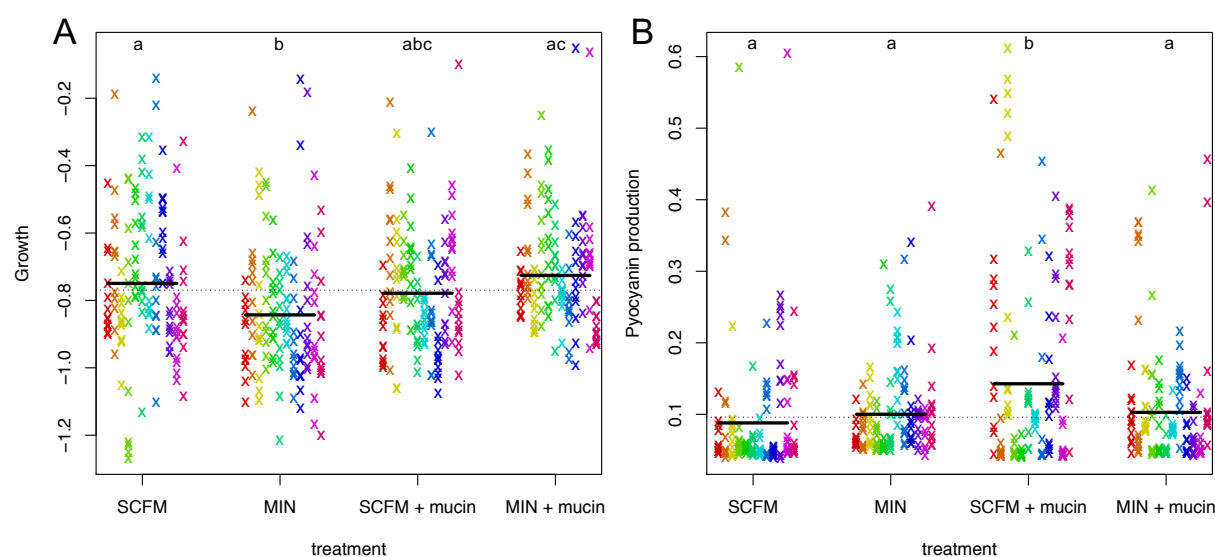 A
a b abc ac
Growth
−0.2
−0.4
−0.6
−0.8
−1.0
−1.2
SCFM MIN SCFM + mucin MIN + mucin
treatment
B
a a b a
Pyocyanin production
0.6
0.5
0.4
0.3
0.2
0.1
SCFM MIN SCFM + mucin MIN + mucin
treatment